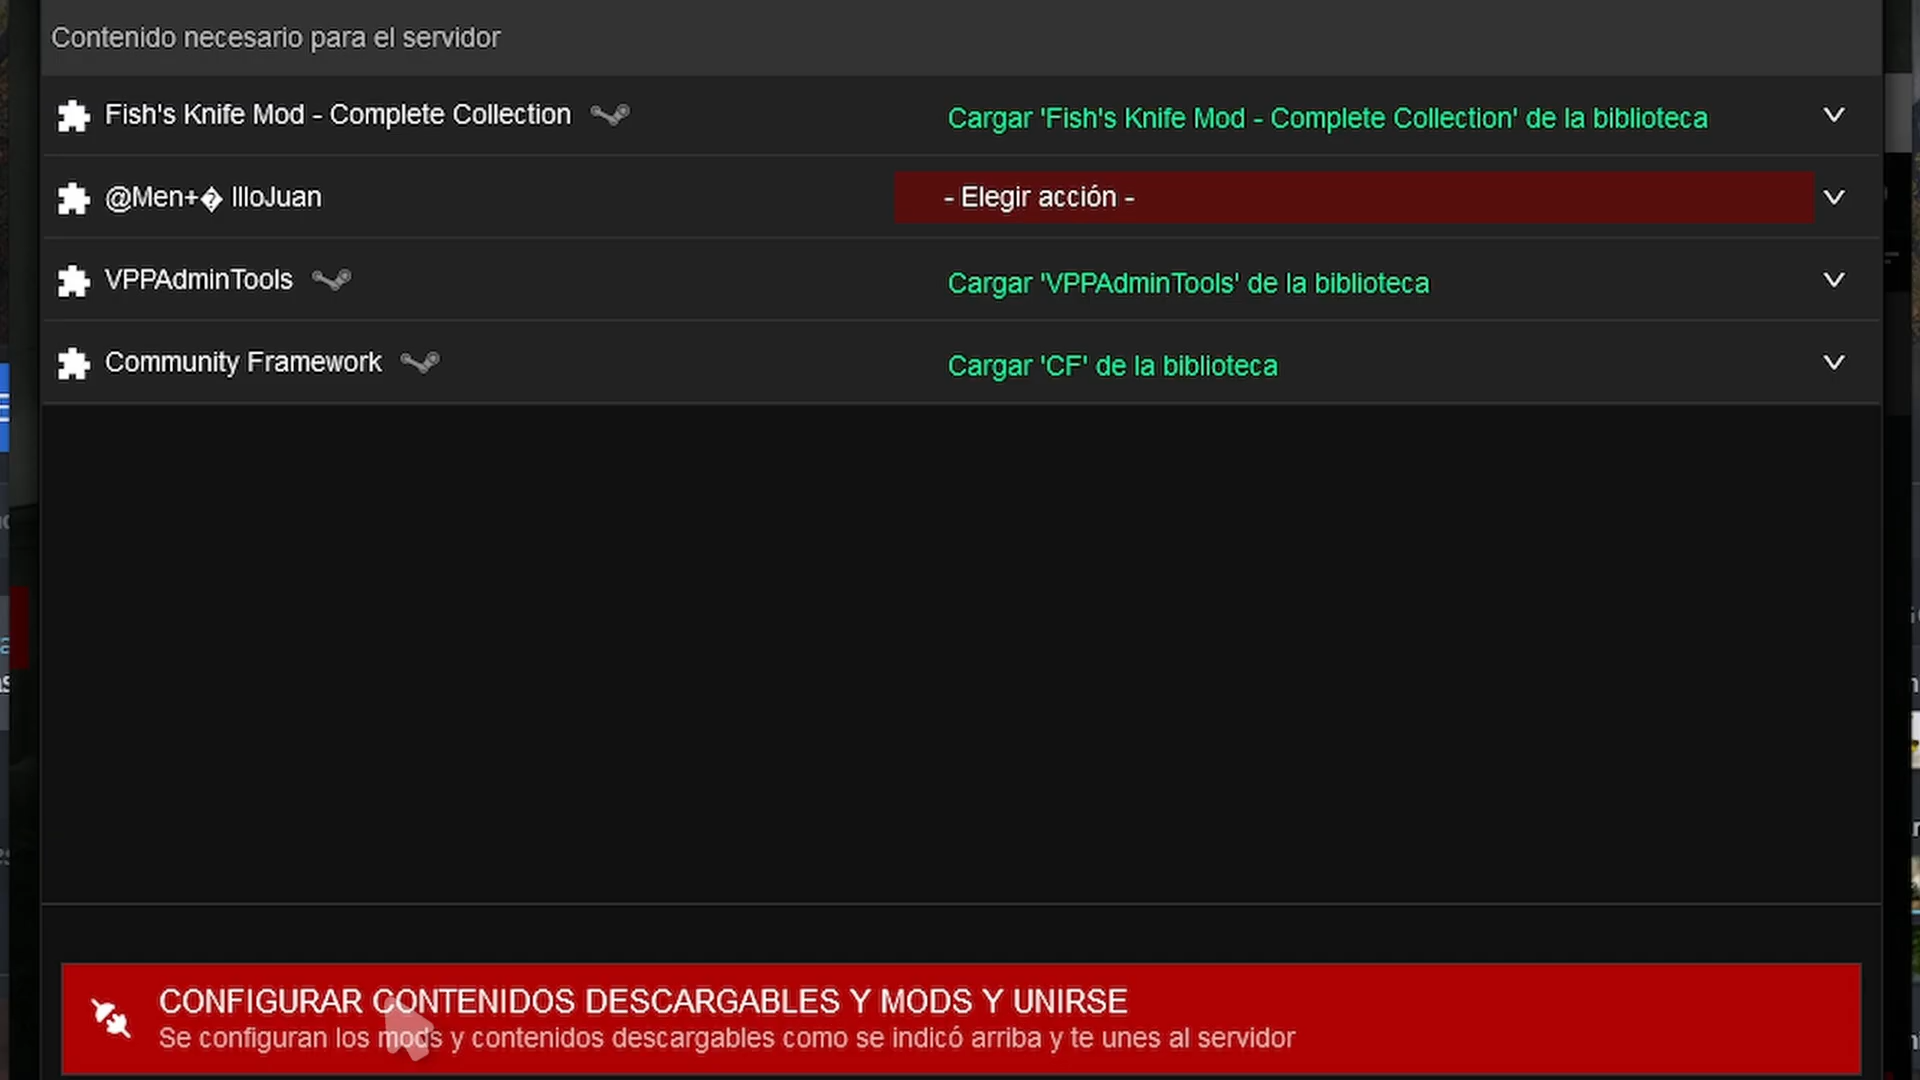 Contenido necesario para el servidor
Fish's Knife Mod - Complete Collection
Cargar 'Fish's Knife Mod - Complete Collection' de la biblioteca
@Men+� IlloJuan
- Elegir acción -
VPPAdminTools
Cargar 'VPPAdminTools' de la biblioteca
Community Framework
Cargar 'CF' de la biblioteca
CONFIGURAR CONTENIDOS DESCARGABLES Y MODS Y UNIRSE
Se configuran los mods y contenidos descargables como se indicó arriba y te unes al servidor